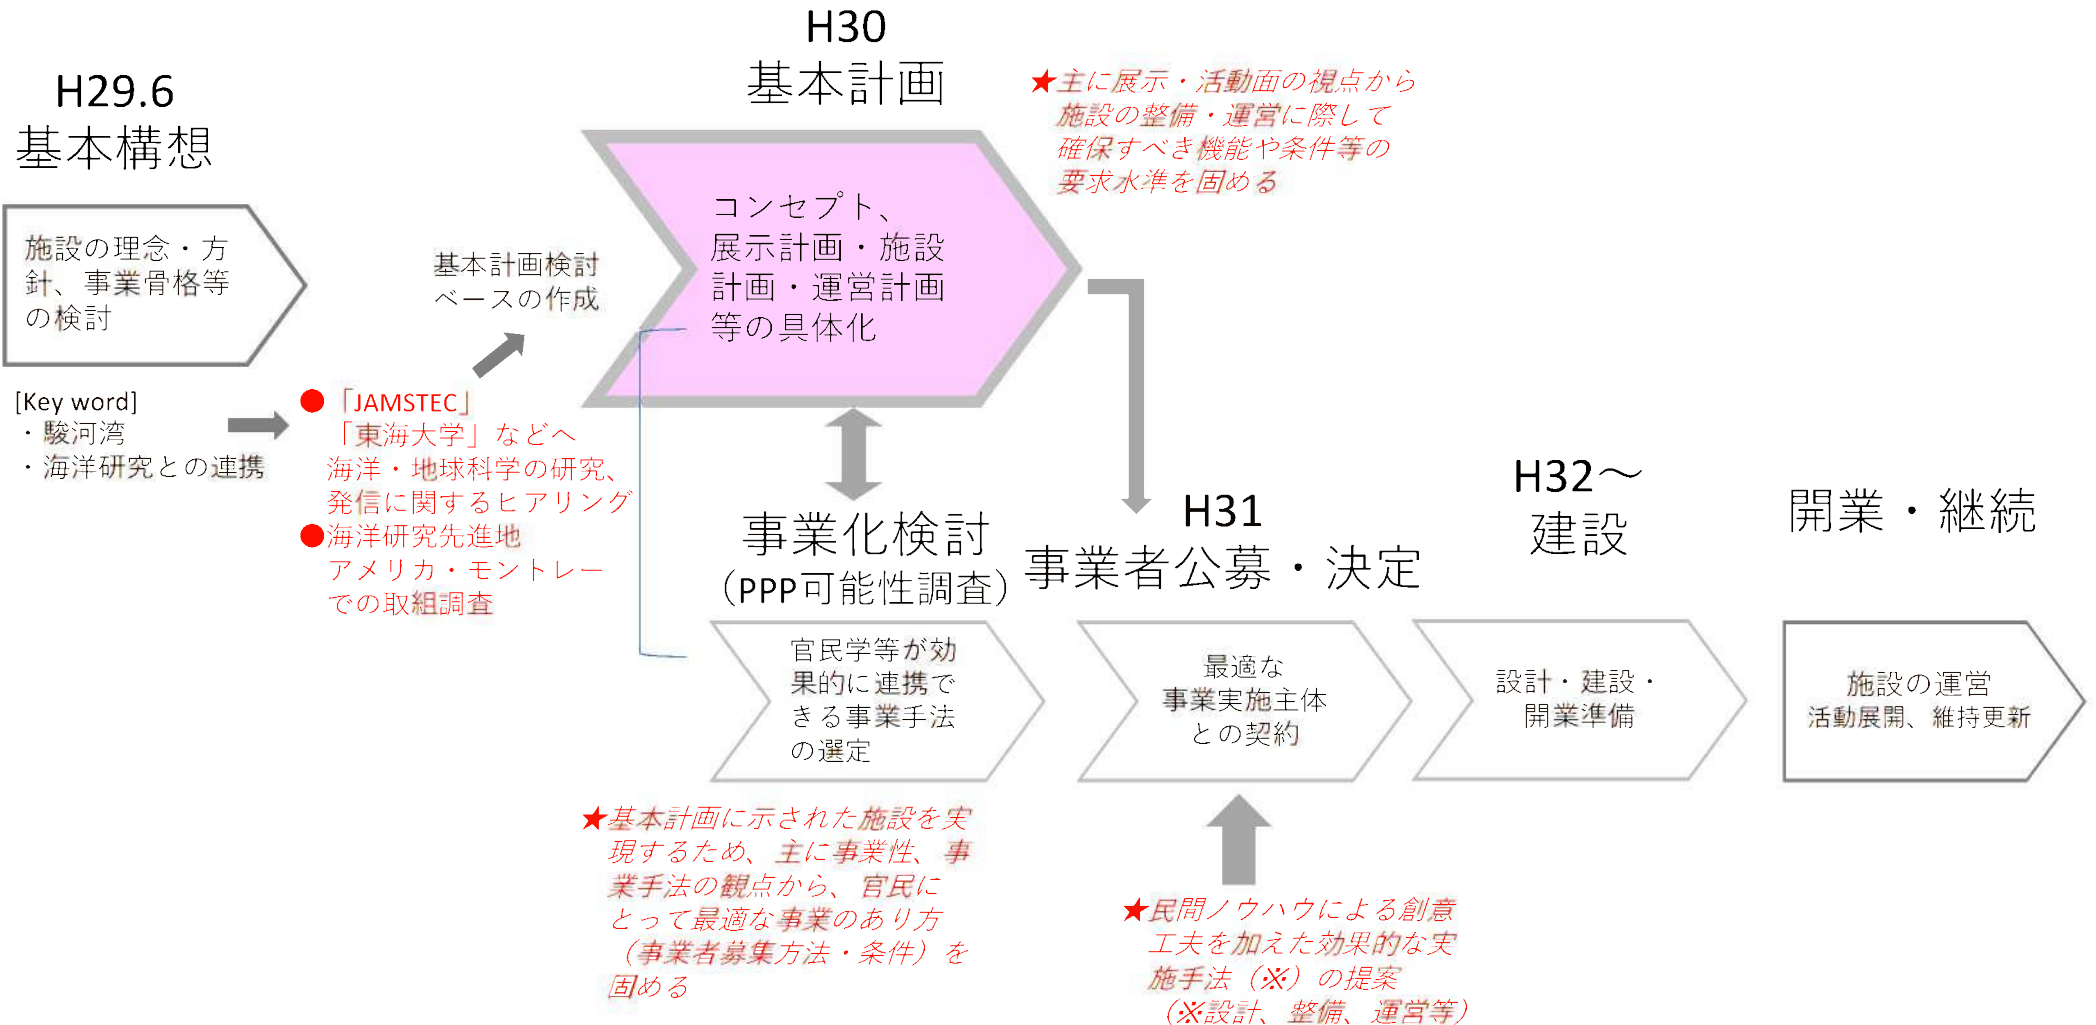 H29.6
基本構想
施設の理念・方
針、事業骨格等
の検討
[Key word]
・駿河湾
・海洋研究との連携
●「JAMSTEC」
「東海大学」などへ
海洋・地球科学の研究、
発信に関するヒアリング
●海洋研究先進地
アメリカ・モントレー
での取組調査
基本計画検討
ベースの作成
H30
基本計画
コンセプト、
展示計画・施設
計画・運営計画
等の具体化
★主に展示・活動面の視点から
施設の整備・運営に際して
確保すべき機能や条件等の
要求水準を固める
事業化検討
（PPP可能性調査）
官民学等が効
果的に連携で
きる事業手法
の選定
★基本計画に示された施設を実
現するため、主に事業性、事
業手法の観点から、官民に
とって最適な事業のあり方
（事業者募集方法・条件）を
固める
H31
事業者公募・決定
最適な
事業実施主体
との契約
★民間ノウハウによる創意
工夫を加えた効果的な実
施手法（※）の提案
（※設計、整備、運営等）
H32～
建設
設計・建設・
開業準備
開業・継続
施設の運営
活動展開、維持更新